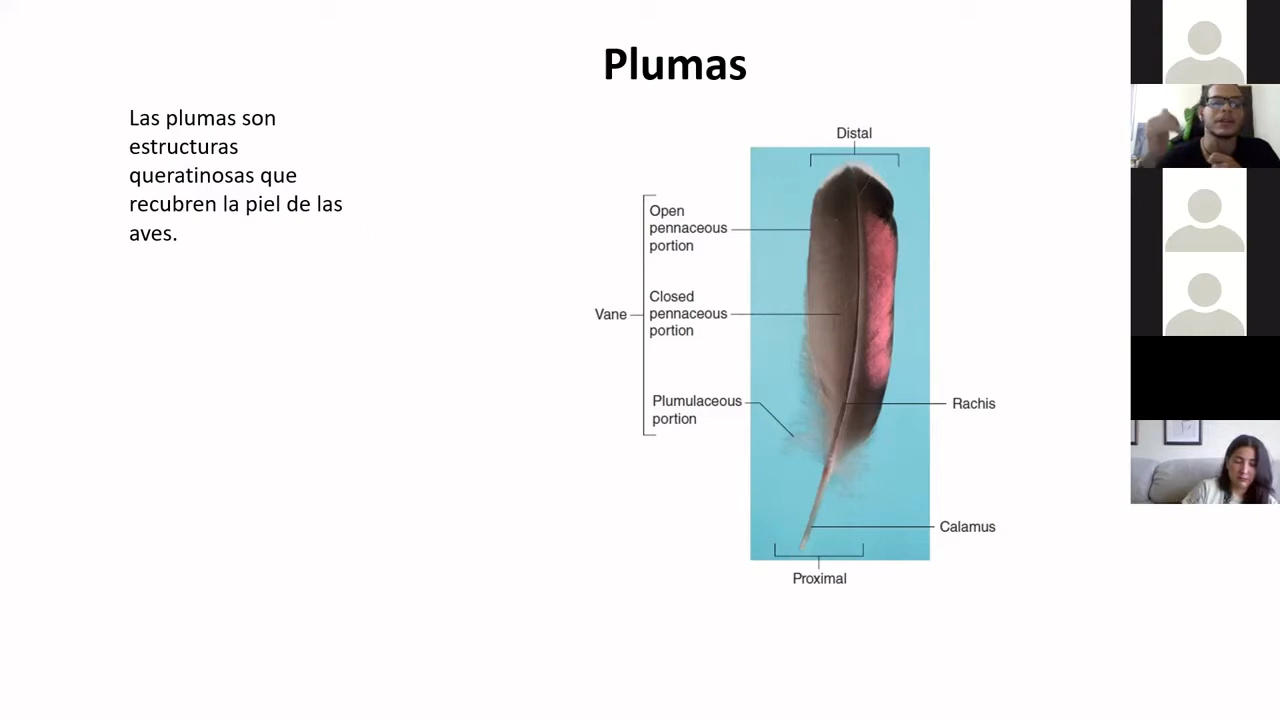 Plumas
Las plumas son
estructuras
queratinosas que
recubren la piel de las
aves.
Distal
Open
pennaceous
portion
Closed
pennaceous
portion
Vane
Plumulaceous
portion
Rachis
Calamus
Proximal